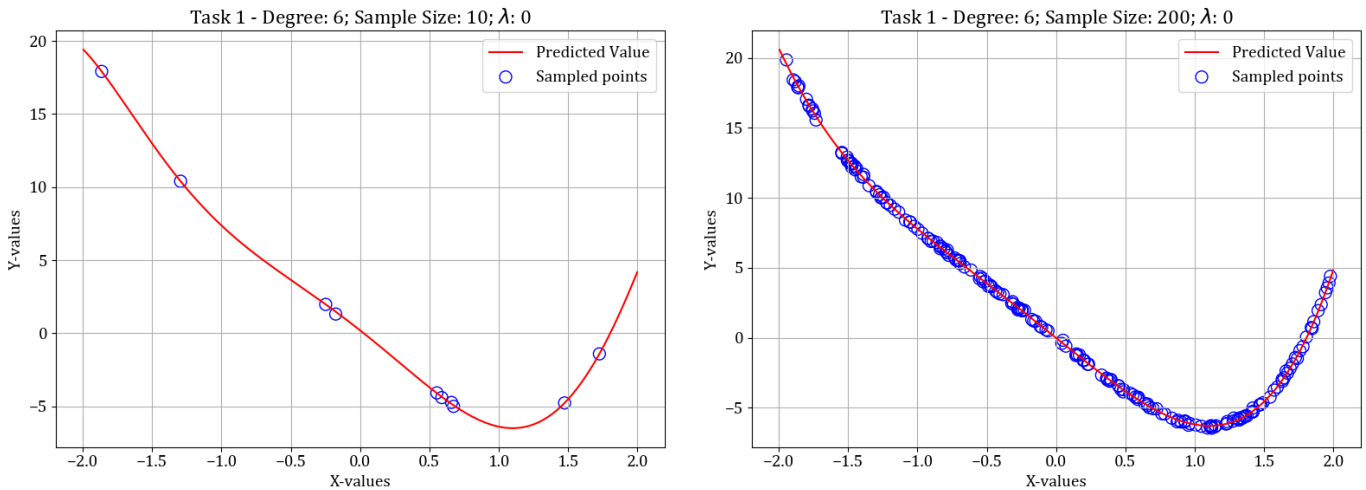 Task 1 - Degree: 6; Sample Size: 10; λ: 0
Predicted Value
Sampled points
20
15
10
5
0
−5
Y-values
−2.0 −1.5 −1.0 −0.5 0.0 0.5 1.0 1.5 2.0
X-values
Task 1 - Degree: 6; Sample Size: 200; λ: 0
Predicted Value
Sampled points
20
15
10
5
0
−5
Y-values
−2.0 −1.5 −1.0 −0.5 0.0 0.5 1.0 1.5 2.0
X-values